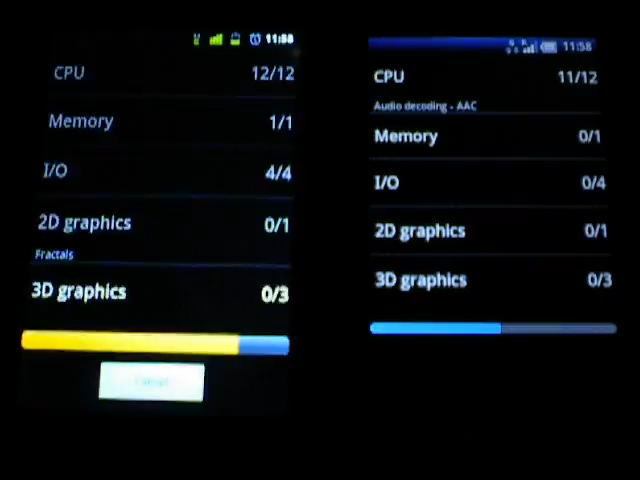 11:58
CPU 12/12
Memory 1/1
I/O 4/4
2D graphics 0/1
Fractals
3D graphics 0/3
11:58
CPU 11/12
Audio decoding - AAC
Memory 0/1
I/O 0/4
2D graphics 0/1
3D graphics 0/3